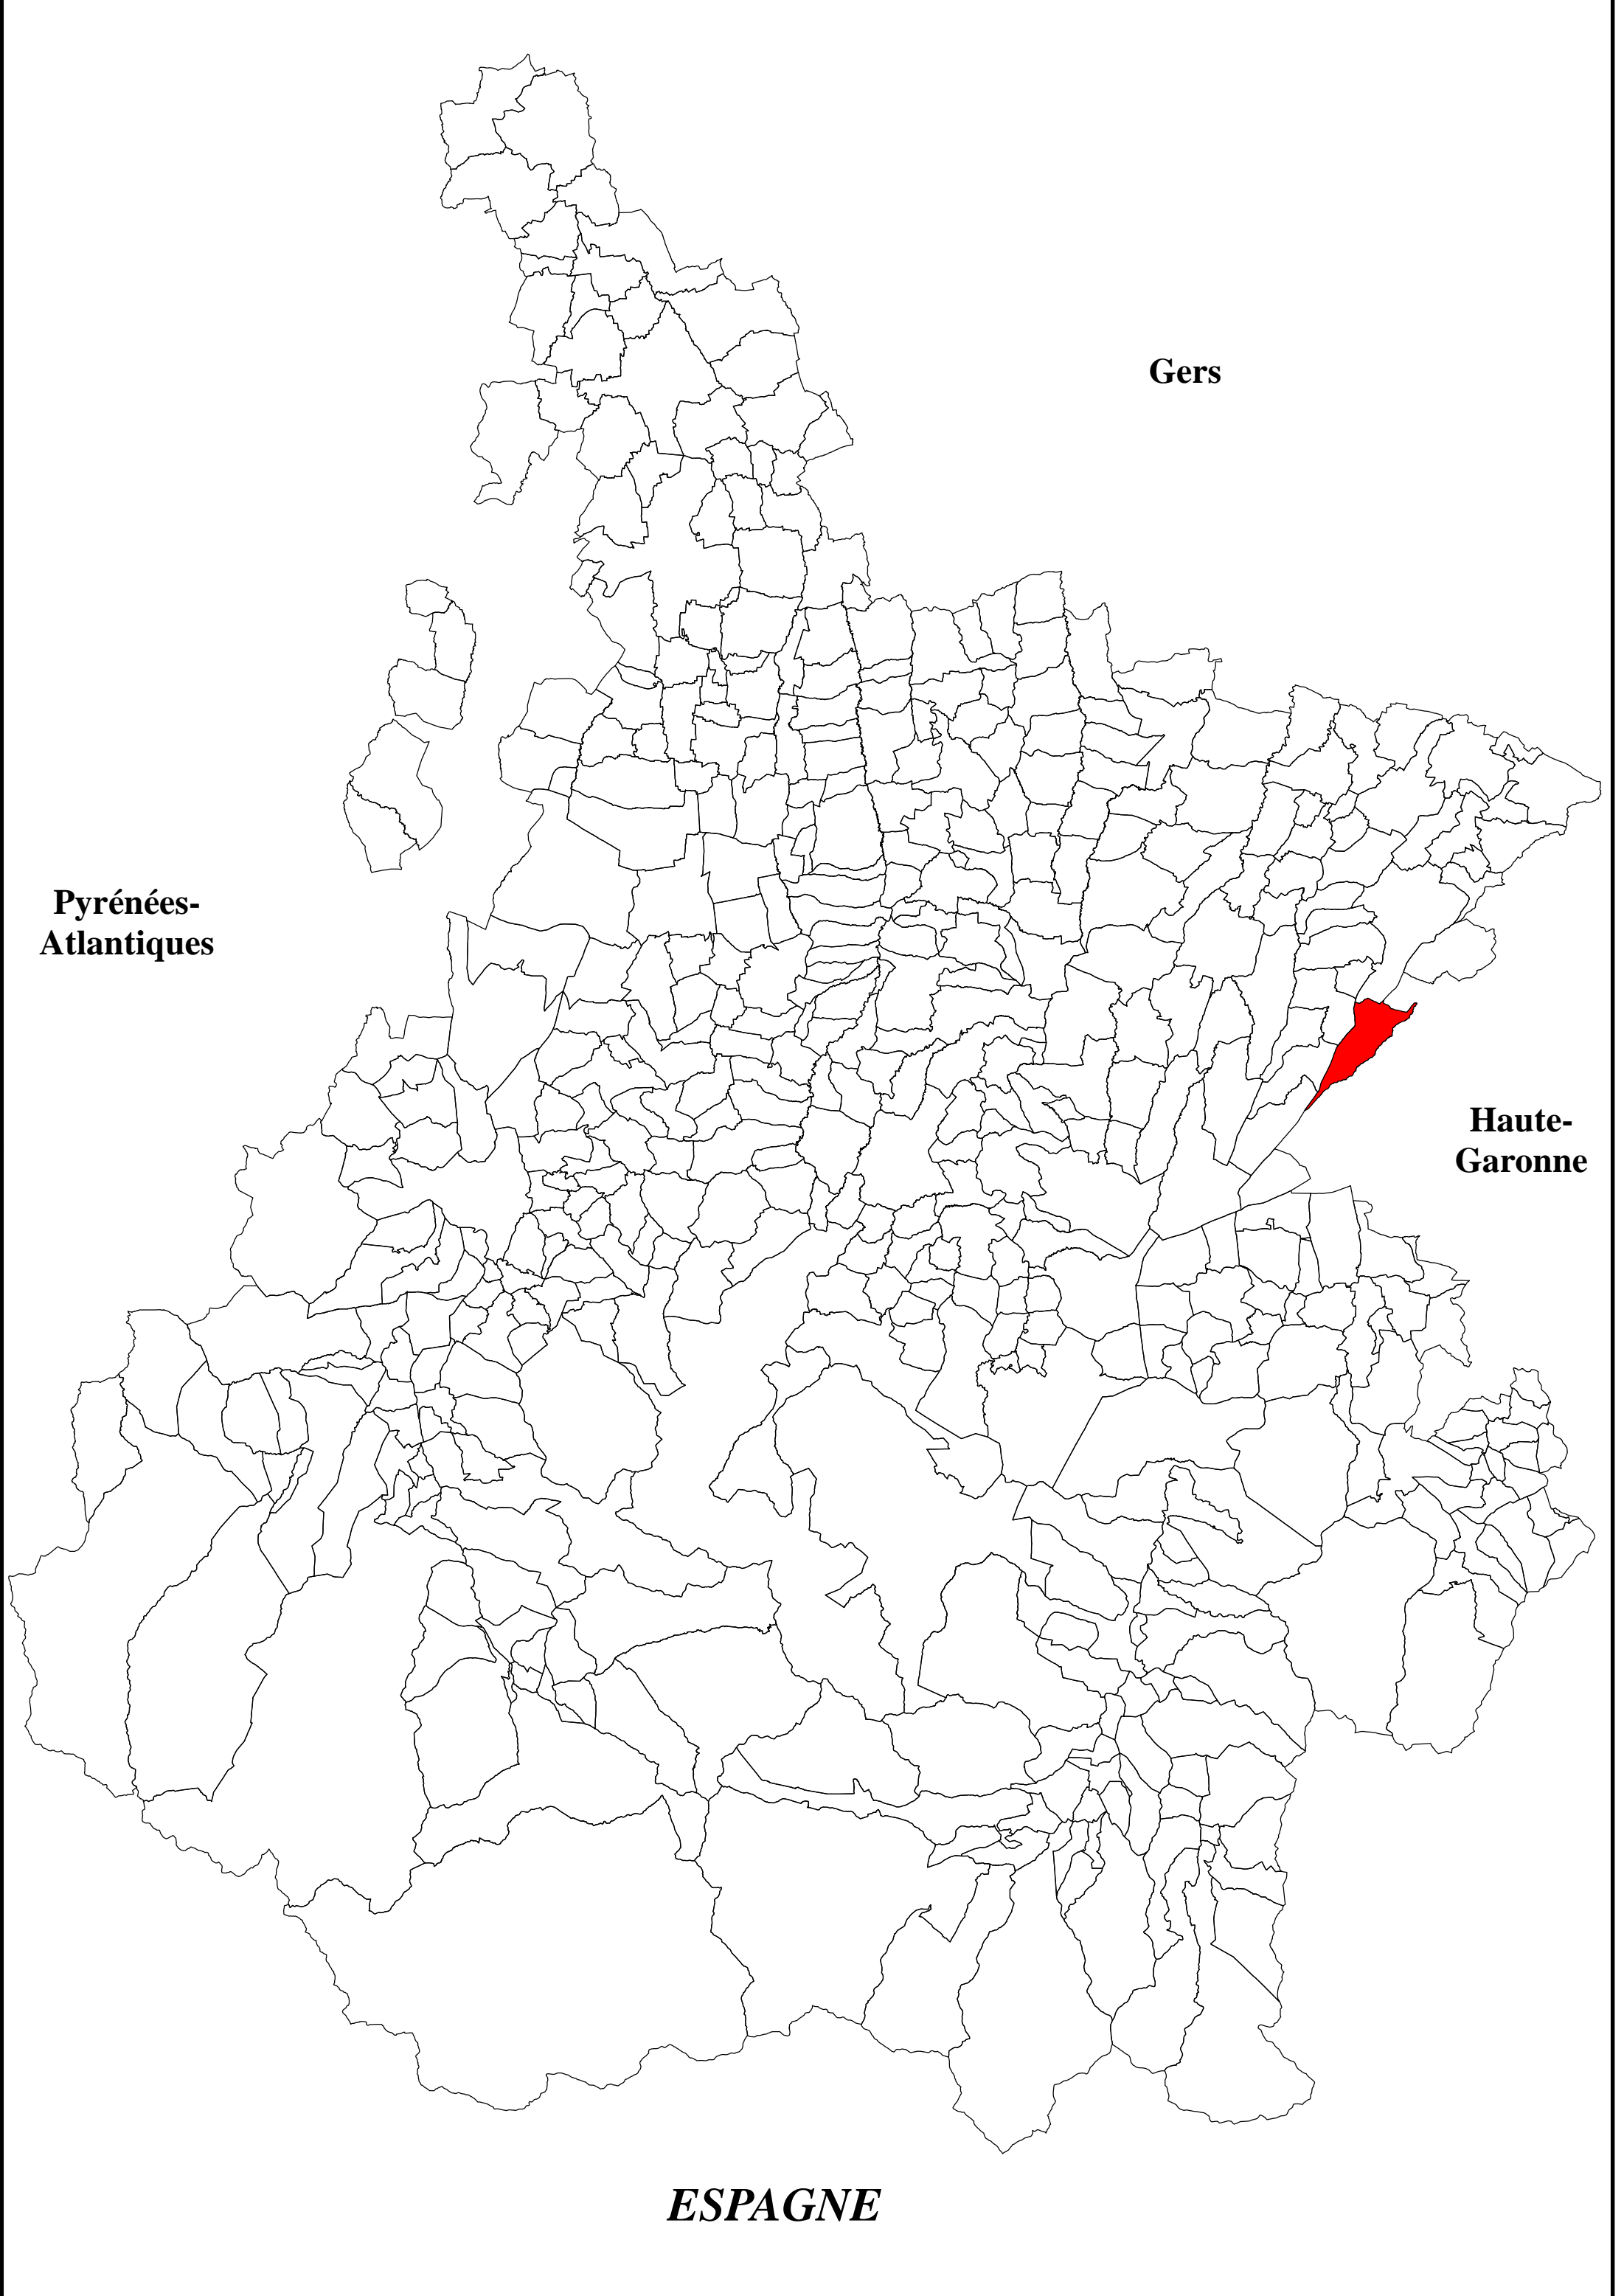 Gers
Pyrénées-
Atlantiques
Haute-
Garonne
ESPAGNE